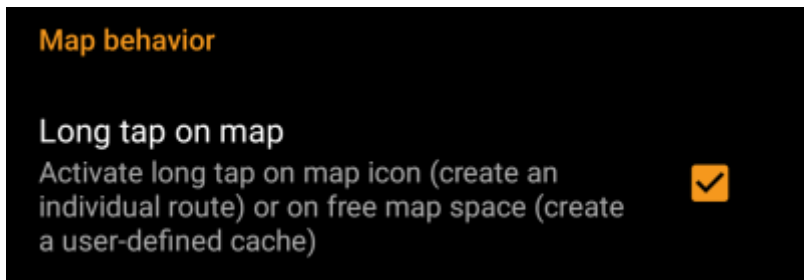 Map behavior
Long tap on map
Activate long tap on map icon (create an
individual route) or on free map space (create
a user-defined cache)